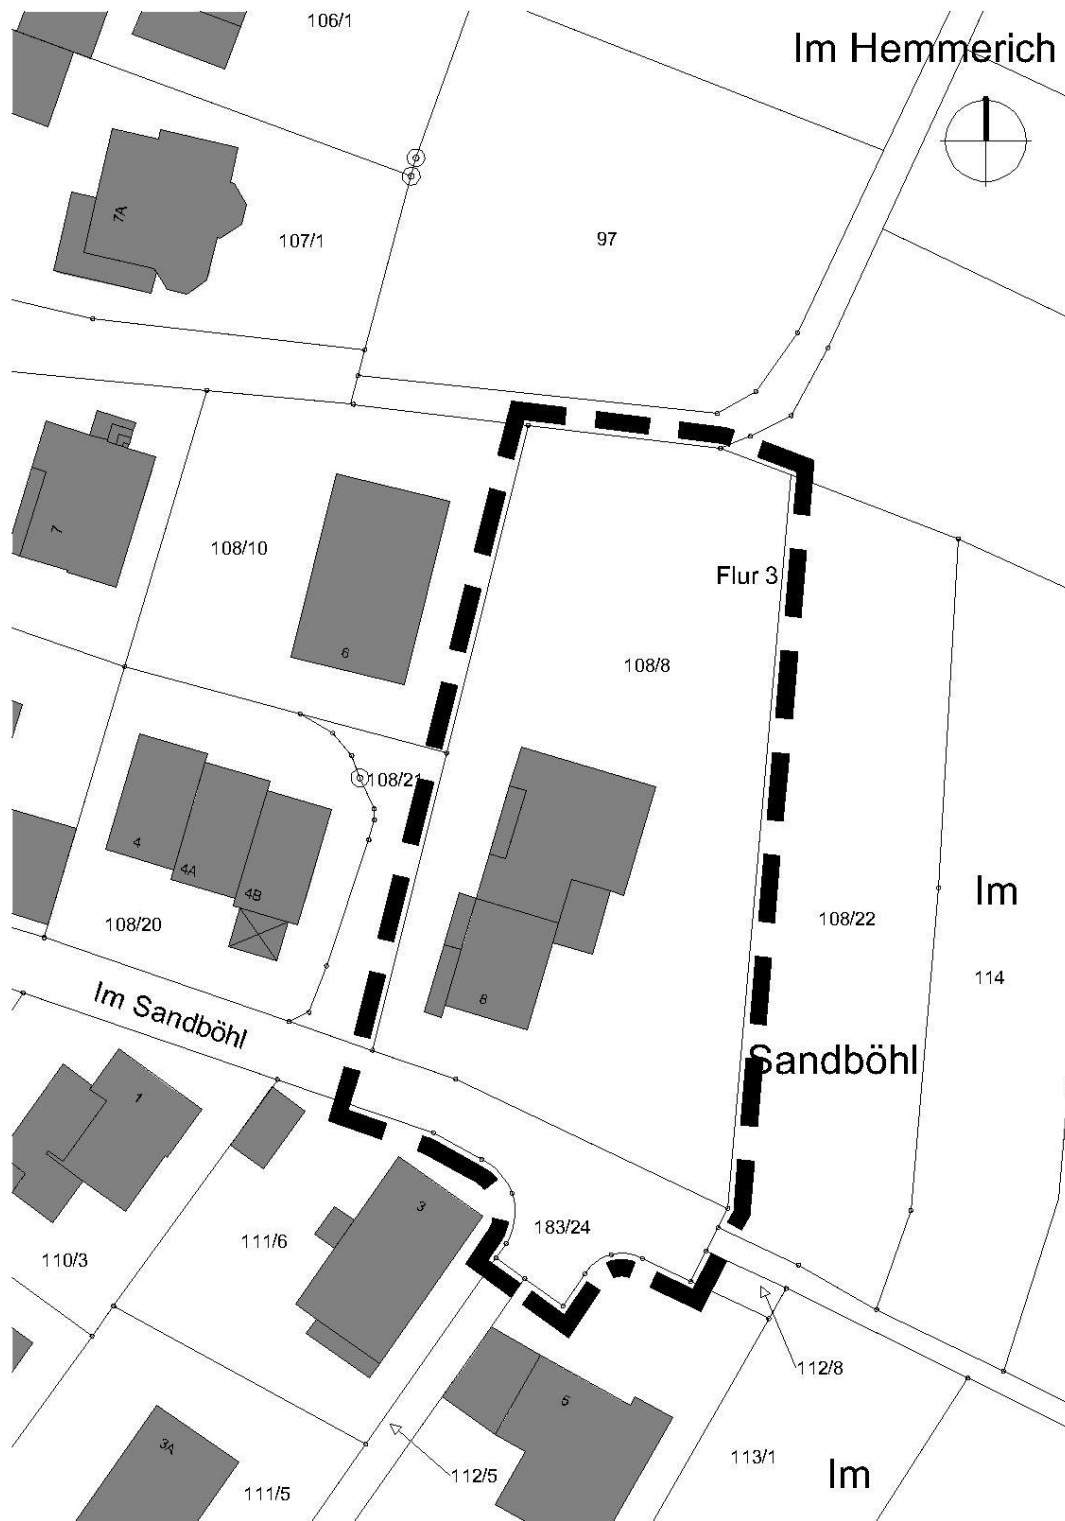 106/1
Im Hemmerich
7A
107/1
97
7
108/10
6
Flur 3
108/8
108/21
4
4A
4B
108/20
8
108/22
Im
114
Im Sandböhl
Sandböhl
1
3
183/24
111/6
110/3
112/8
5
3A
111/5
112/5
113/1
Im